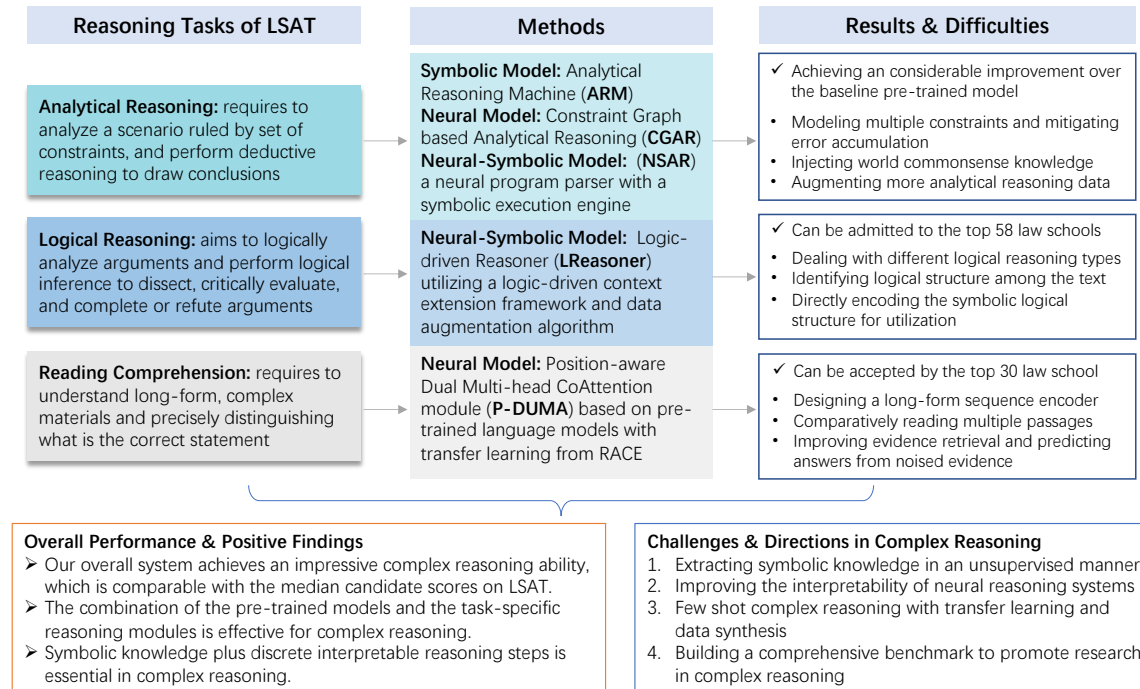 Reasoning Tasks of LSAT
Methods
Results & Difficulties
Analytical Reasoning: requires to
analyze a scenario ruled by set of
constraints, and perform deductive
reasoning to draw conclusions
Symbolic Model: Analytical
Reasoning Machine (ARM)
Neural Model: Constraint Graph
based Analytical Reasoning (CGAR)
Neural-Symbolic Model: (NSAR)
a neural program parser with a
symbolic execution engine
✓ Achieving an considerable improvement over
the baseline pre-trained model
• Modeling multiple constraints and mitigating
error accumulation
• Injecting world commonsense knowledge
• Augmenting more analytical reasoning data
Logical Reasoning: aims to logically
analyze arguments and perform logical
inference to dissect, critically evaluate,
and complete or refute arguments
Neural-Symbolic Model: Logic-
driven Reasoner (LReasoner)
utilizing a logic-driven context
extension framework and data
augmentation algorithm
✓ Can be admitted to the top 58 law schools
• Dealing with different logical reasoning types
• Identifying logical structure among the text
• Directly encoding the symbolic logical
structure for utilization
Reading Comprehension: requires to
understand long-form, complex
materials and precisely distinguishing
what is the correct statement
Neural Model: Position-aware
Dual Multi-head CoAttention
module (P-DUMA) based on pre-
trained language models with
transfer learning from RACE
✓ Can be accepted by the top 30 law school
• Designing a long-form sequence encoder
• Comparatively reading multiple passages
• Improving evidence retrieval and predicting
answers from noised evidence
Overall Performance & Positive Findings
➢ Our overall system achieves an impressive complex reasoning ability,
which is comparable with the median candidate scores on LSAT.
➢ The combination of the pre-trained models and the task-specific
reasoning modules is effective for complex reasoning.
➢ Symbolic knowledge plus discrete interpretable reasoning steps is
essential in complex reasoning.
Challenges & Directions in Complex Reasoning
1. Extracting symbolic knowledge in an unsupervised manner
2. Improving the interpretability of neural reasoning systems
3. Few shot complex reasoning with transfer learning and
data synthesis
4. Building a comprehensive benchmark to promote research
in complex reasoning